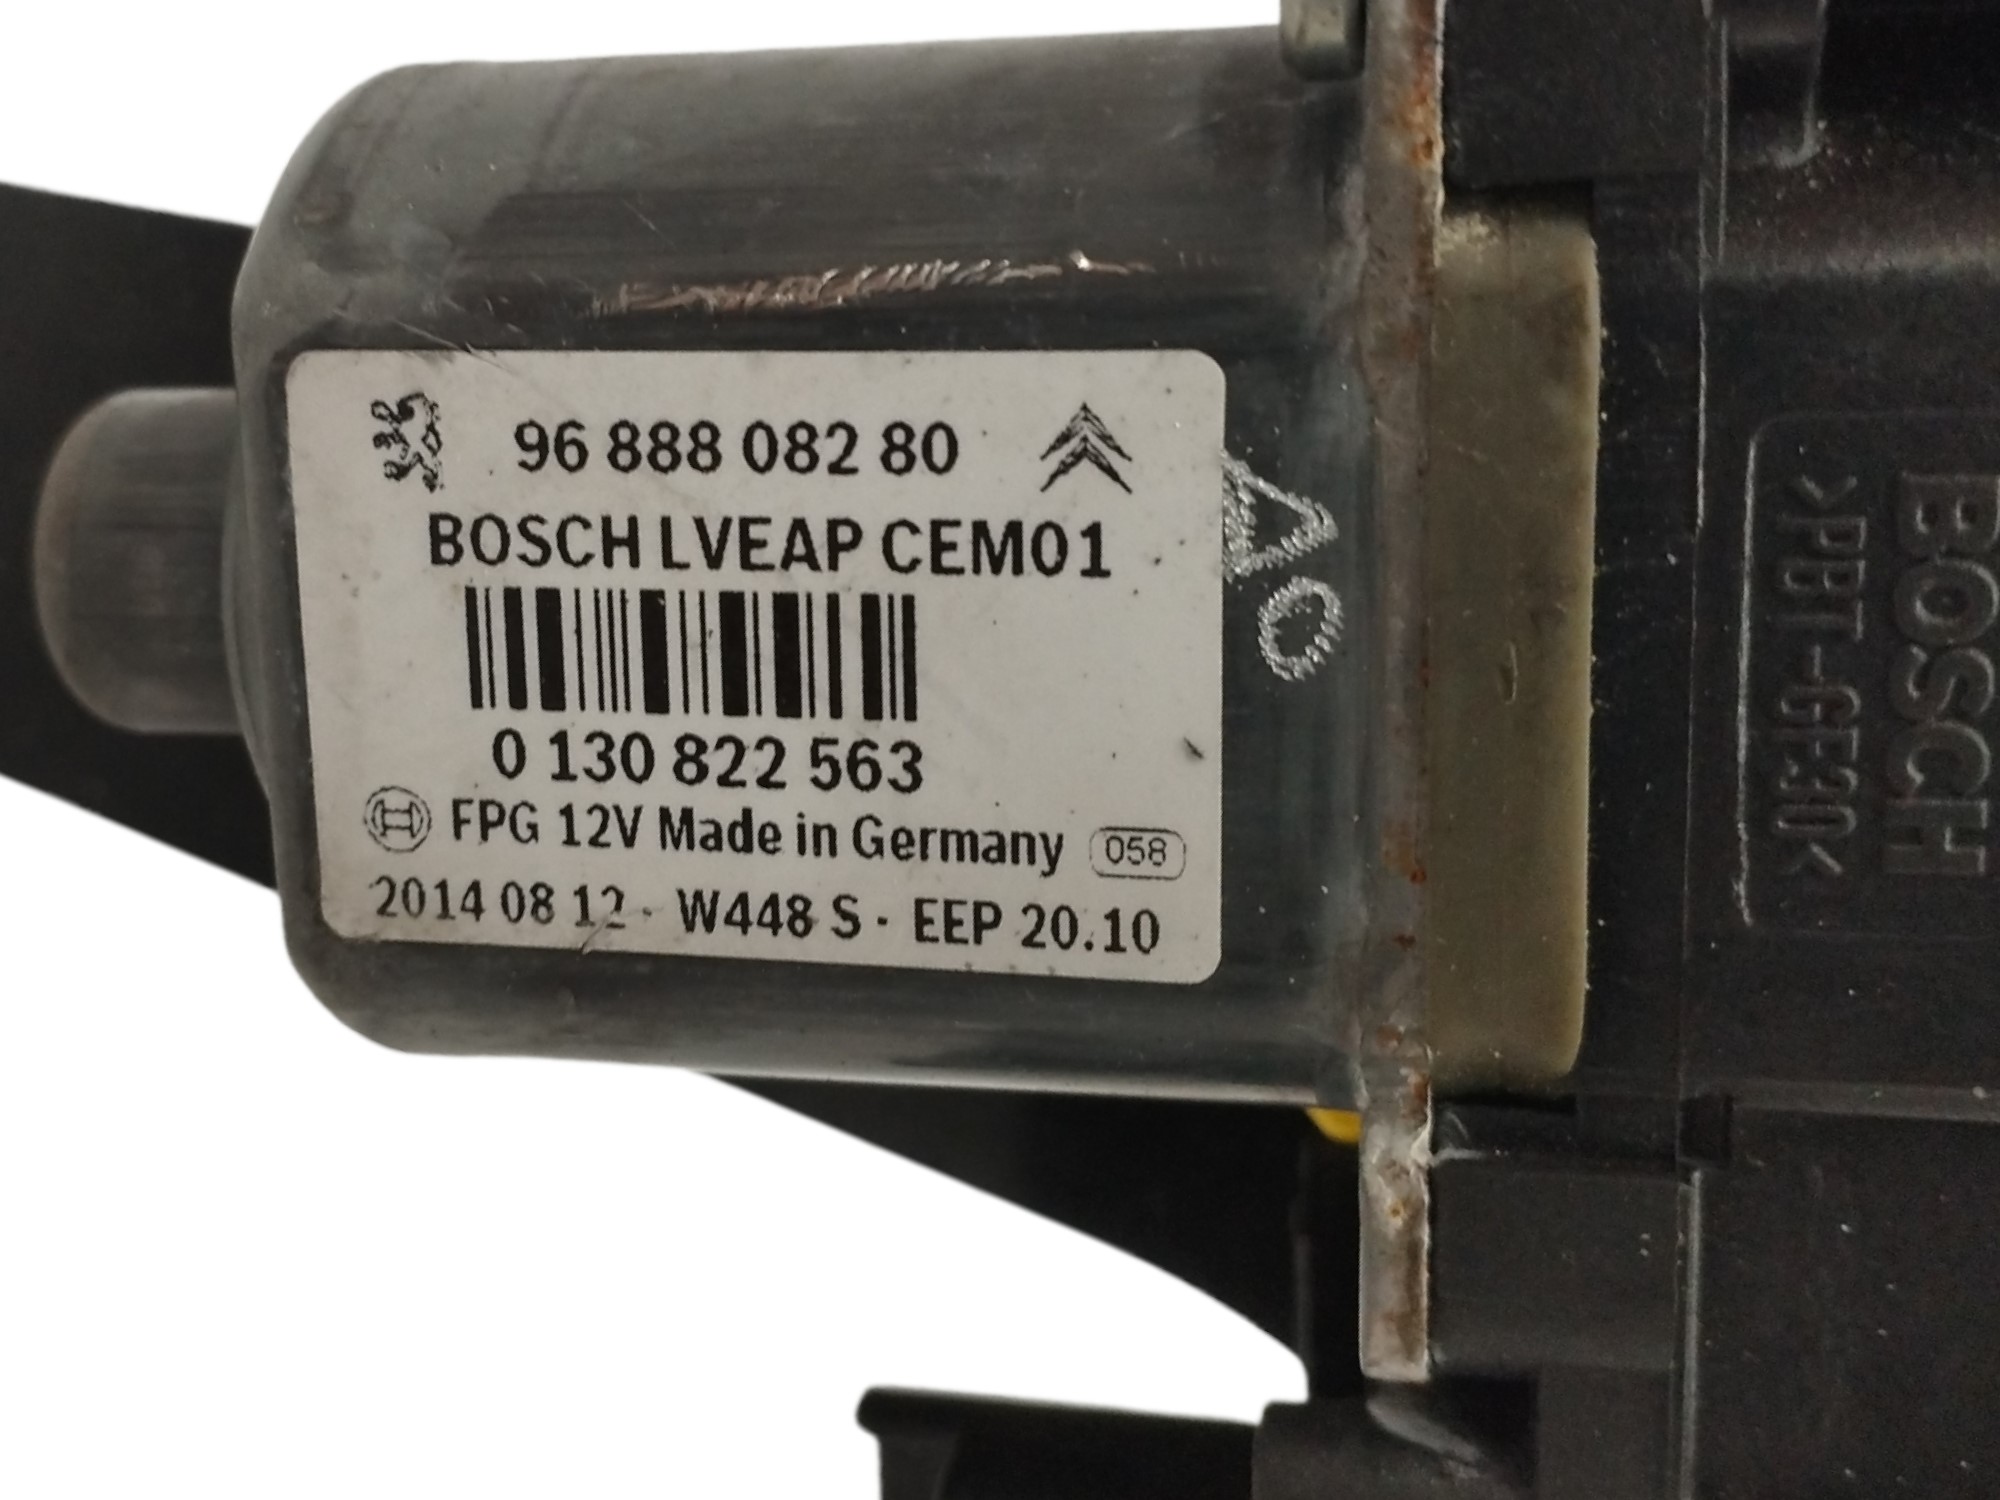 96 888 082 80
BOSCH LVEAP CEM01
0 130 822 563
FPG 12V Made in Germany 058
2014 08 12 - W448 S - EEP 20.10
AO
BOSCH
>PBT-GF30<